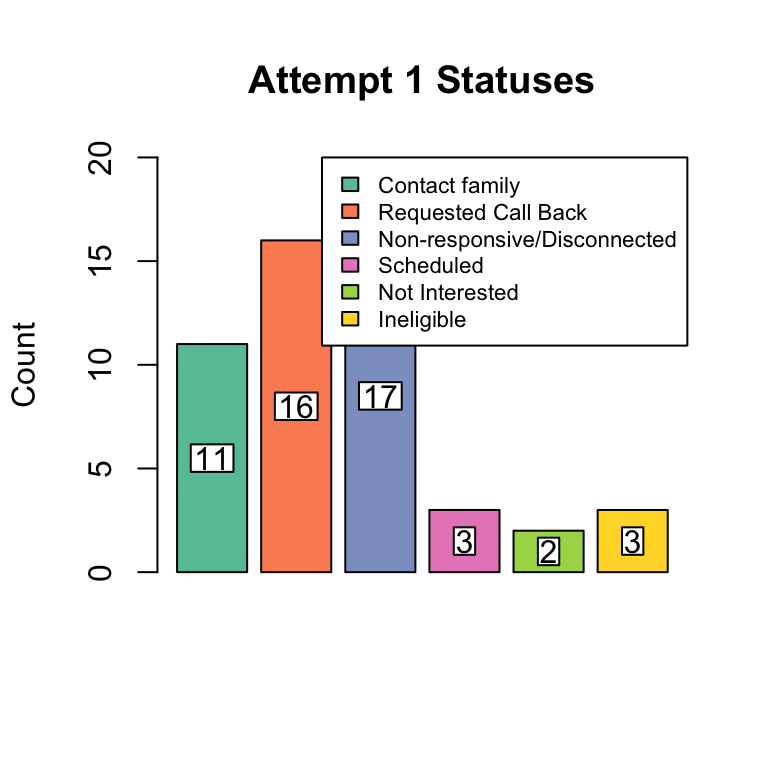 Attempt 1 Statuses
Count
20
15
10
5
0
Contact family
Requested Call Back
Non-responsive/Disconnected
Scheduled
Not Interested
Ineligible
11
16
17
3
2
3